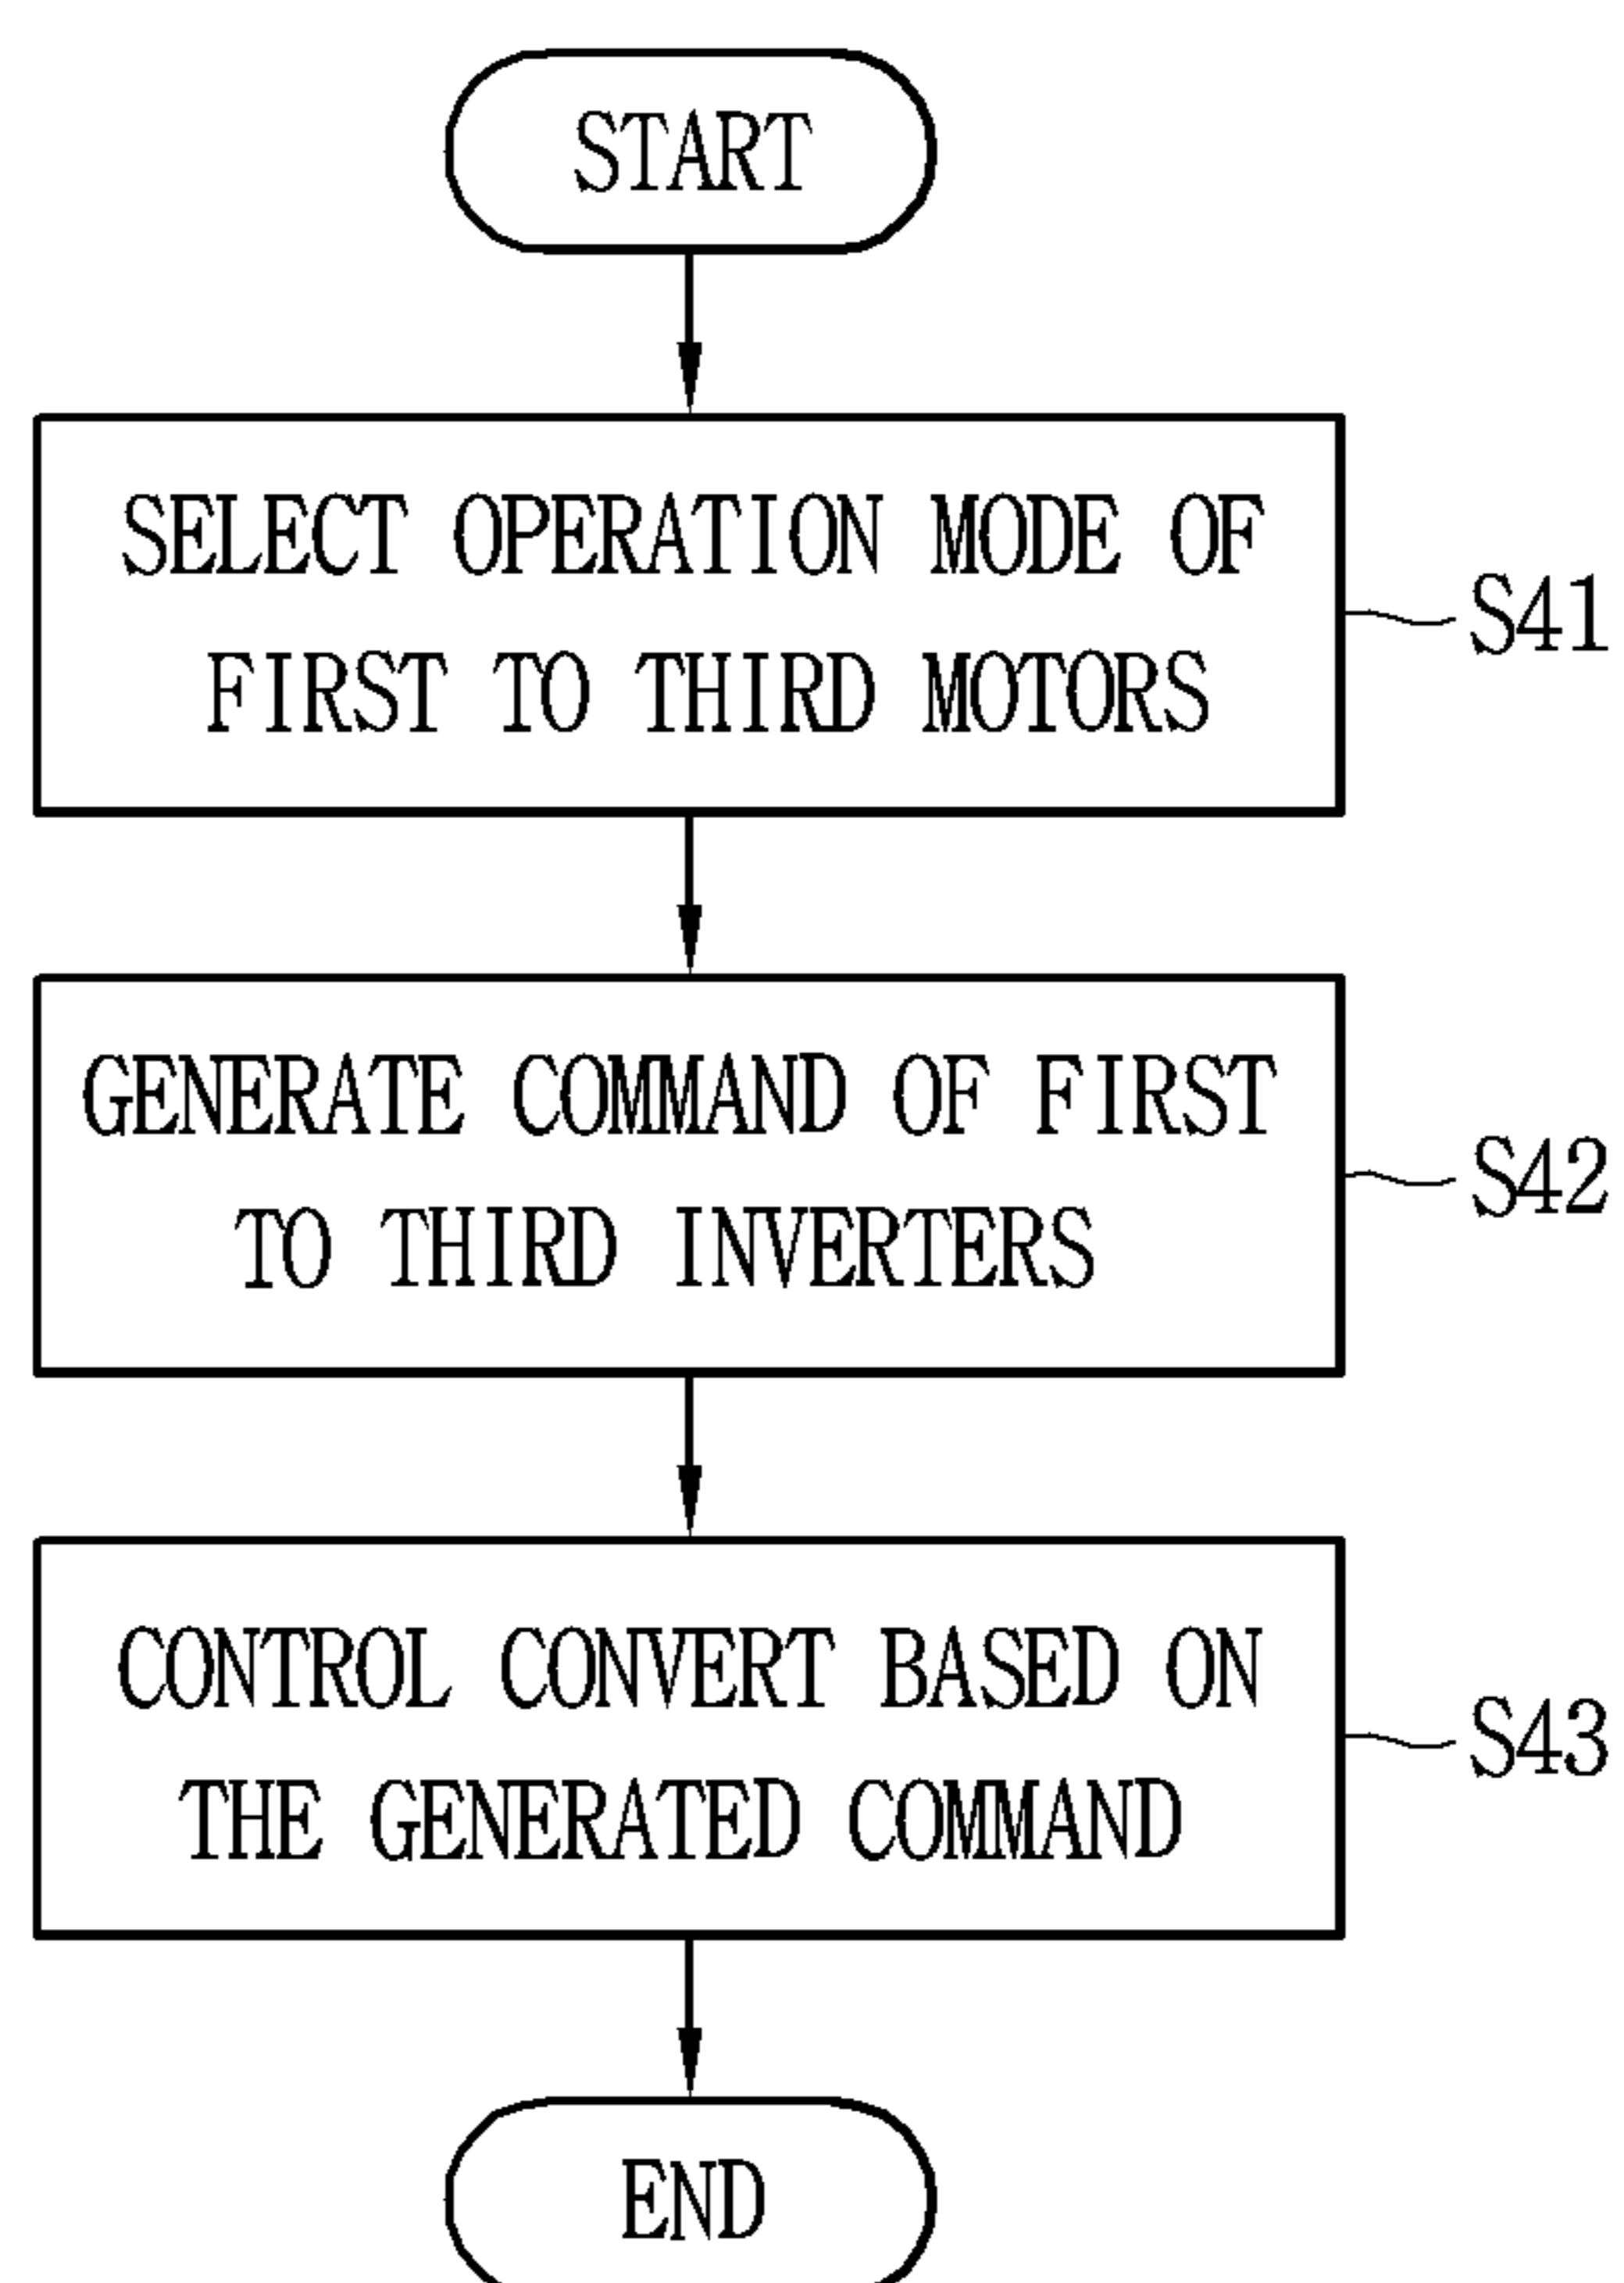 START
SELECT OPERATION MODE OF
FIRST TO THIRD MOTORS
S41
GENERATE COMMAND OF FIRST
TO THIRD INVERTERS
S42
CONTROL CONVERT BASED ON
THE GENERATED COMMAND
S43
END